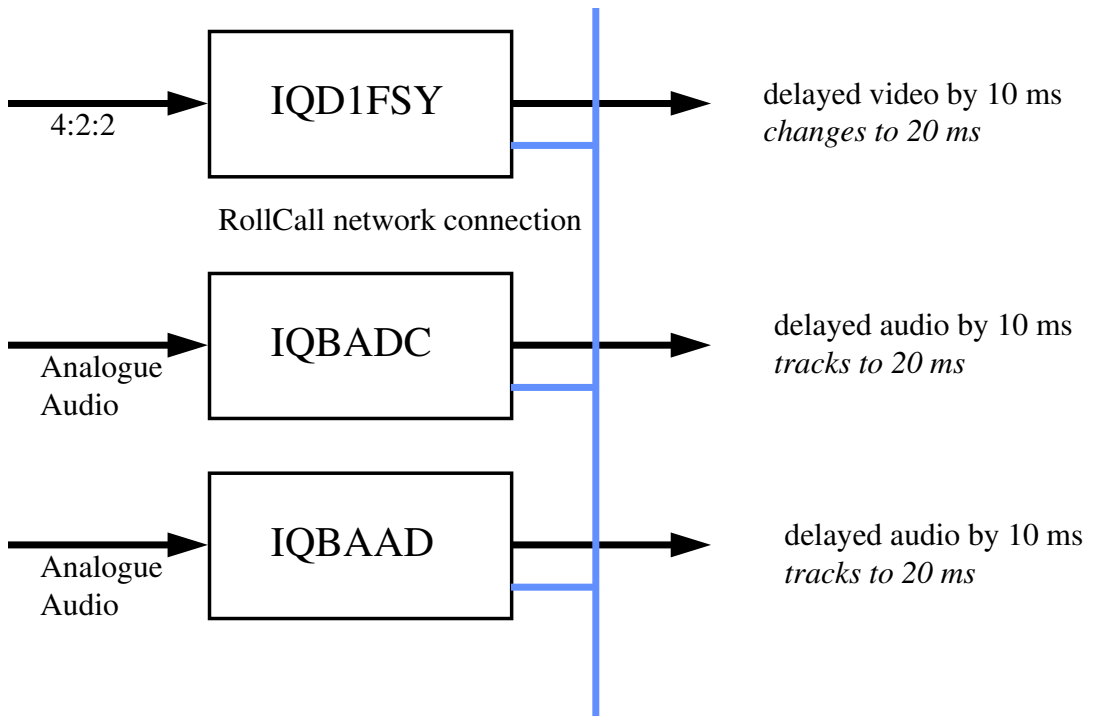 IQD1FSY
4:2:2
delayed video by 10 ms
changes to 20 ms
RollCall network connection
IQBADC
Analogue
Audio
delayed audio by 10 ms
tracks to 20 ms
IQBAAD
Analogue
Audio
delayed audio by 10 ms
tracks to 20 ms